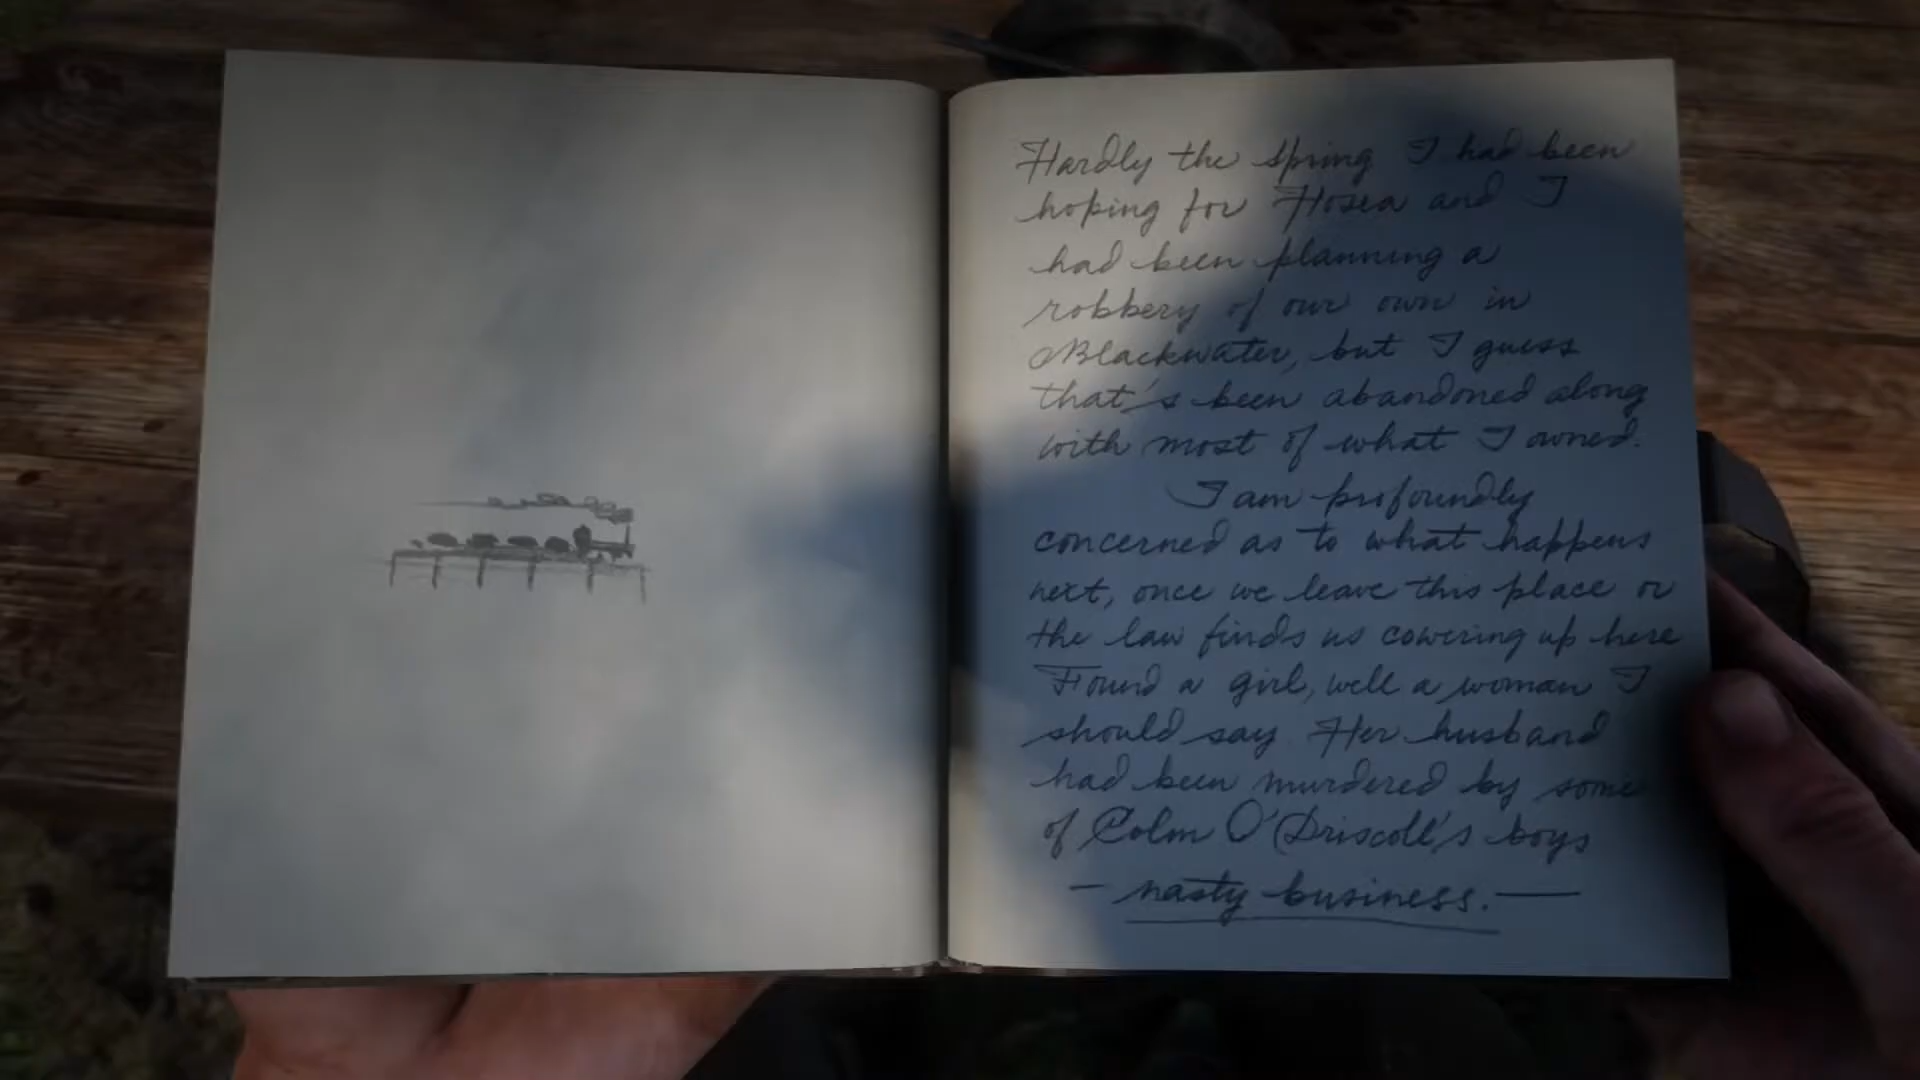 Hardly the Spring I had been
hoping for Hosea and I
had been planning a
robbery of our own in
Blackwater, but I guess
that's been abandoned along
with most of what I owned.
I am profoundly
concerned as to what happens
next, once we leave this place or
the law finds us cowering up here
Found a girl, well a woman I
should say Her husband
had been murdered by some
of Colm O'Driscoll's boys
— nasty business. —